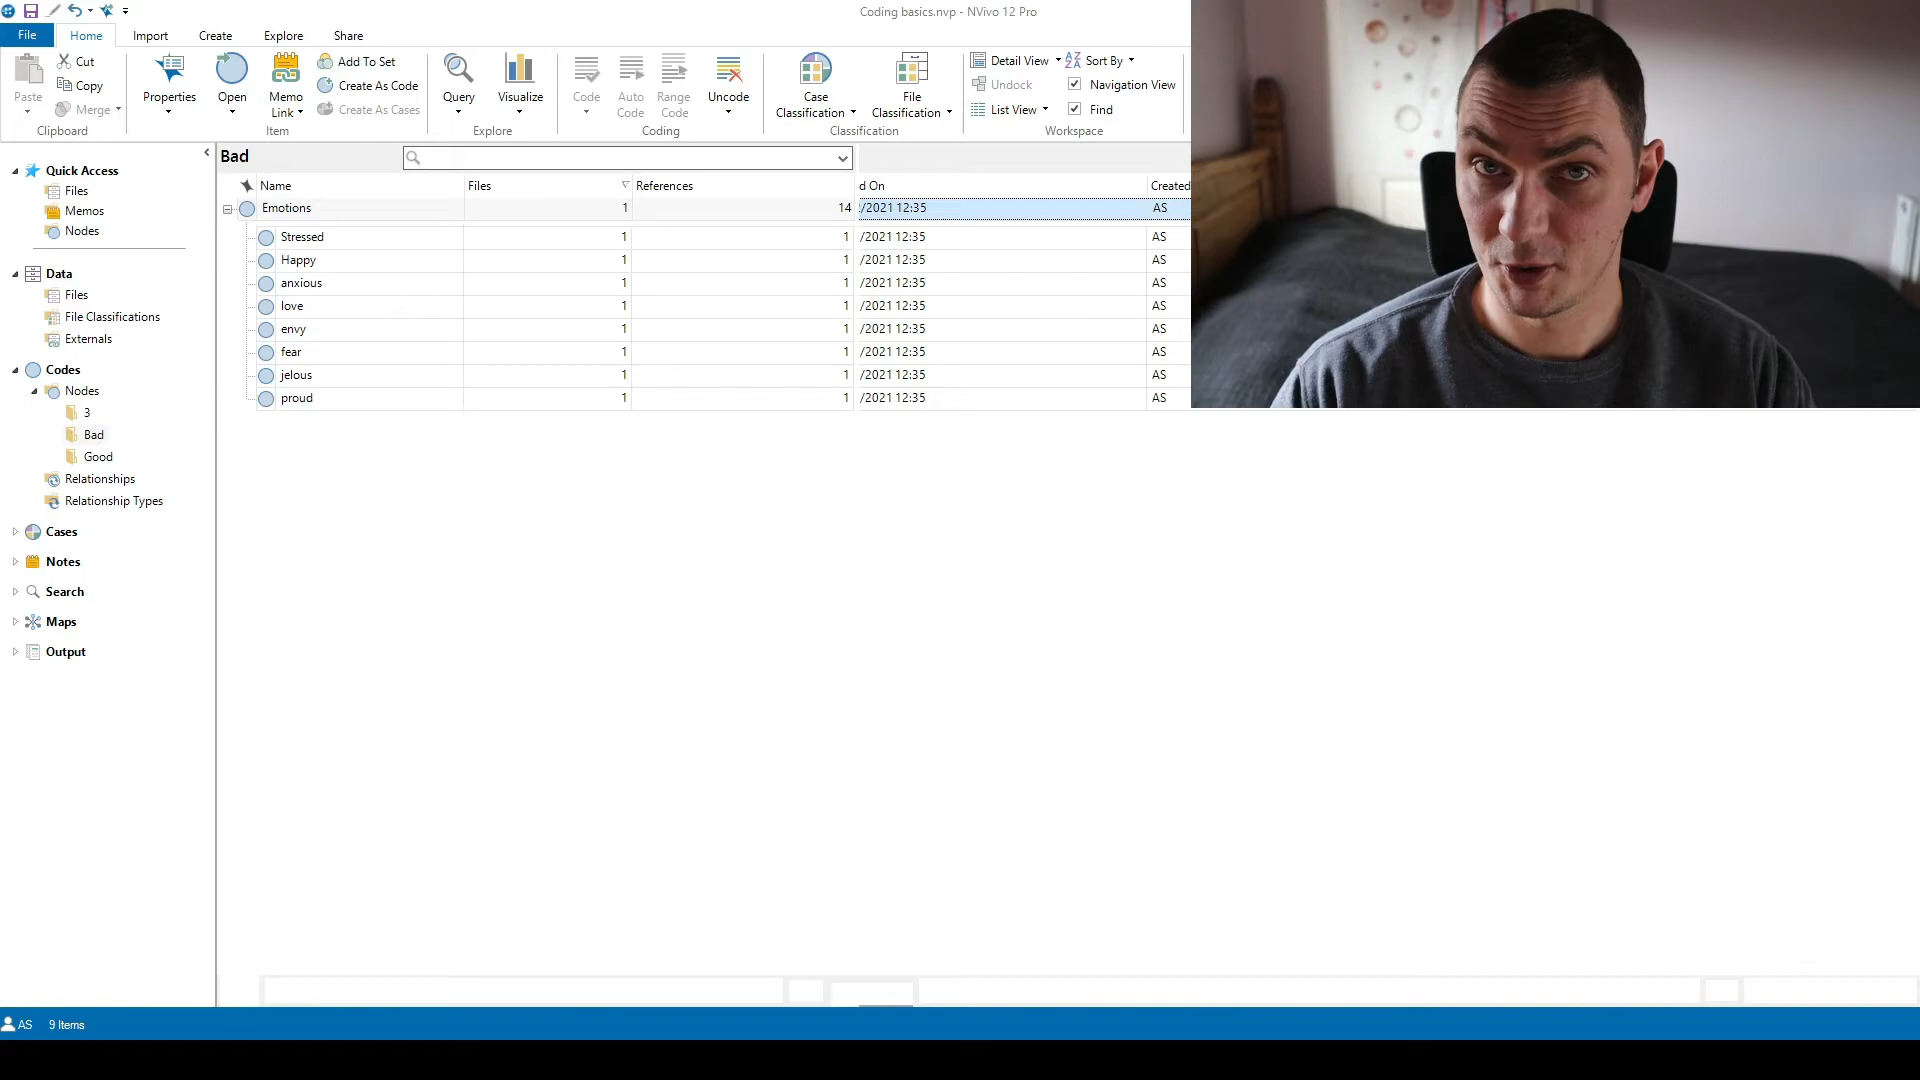 Coding basics.nvp - NVivo 12 Pro
File Home Import Create Explore Share
Paste Cut Copy Merge
Clipboard
Properties Open Memo Link Add To Set Create As Code Create As Cases
Item
Query Visualize
Explore
Code Auto Code Range Code Uncode
Coding
Case Classification File Classification
Classification
Detail View Sort By
Undock Navigation View
List View Find
Workspace
Quick Access
Files
Memos
Nodes
Data
Files
File Classifications
Externals
Codes
Nodes
3
Bad
Good
Relationships
Relationship Types
Cases
Notes
Search
Maps
Output
Bad
Name Files References d On Created
Emotions 1 14 /2021 12:35 AS
Stressed 1 1 /2021 12:35 AS
Happy 1 1 /2021 12:35 AS
anxious 1 1 /2021 12:35 AS
love 1 1 /2021 12:35 AS
envy 1 1 /2021 12:35 AS
fear 1 1 /2021 12:35 AS
jelous 1 1 /2021 12:35 AS
proud 1 1 /2021 12:35 AS
AS 9 Items